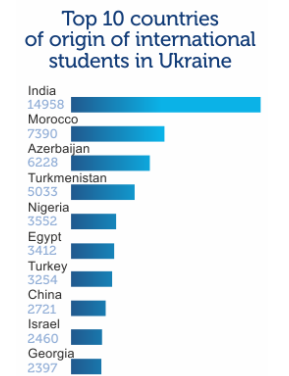 Top 10 countries
of origin of international
students in Ukraine
India
14958
Morocco
7390
Azerbaijan
6228
Turkmenistan
5033
Nigeria
3552
Egypt
3412
Turkey
3254
China
2721
Israel
2460
Georgia
2397